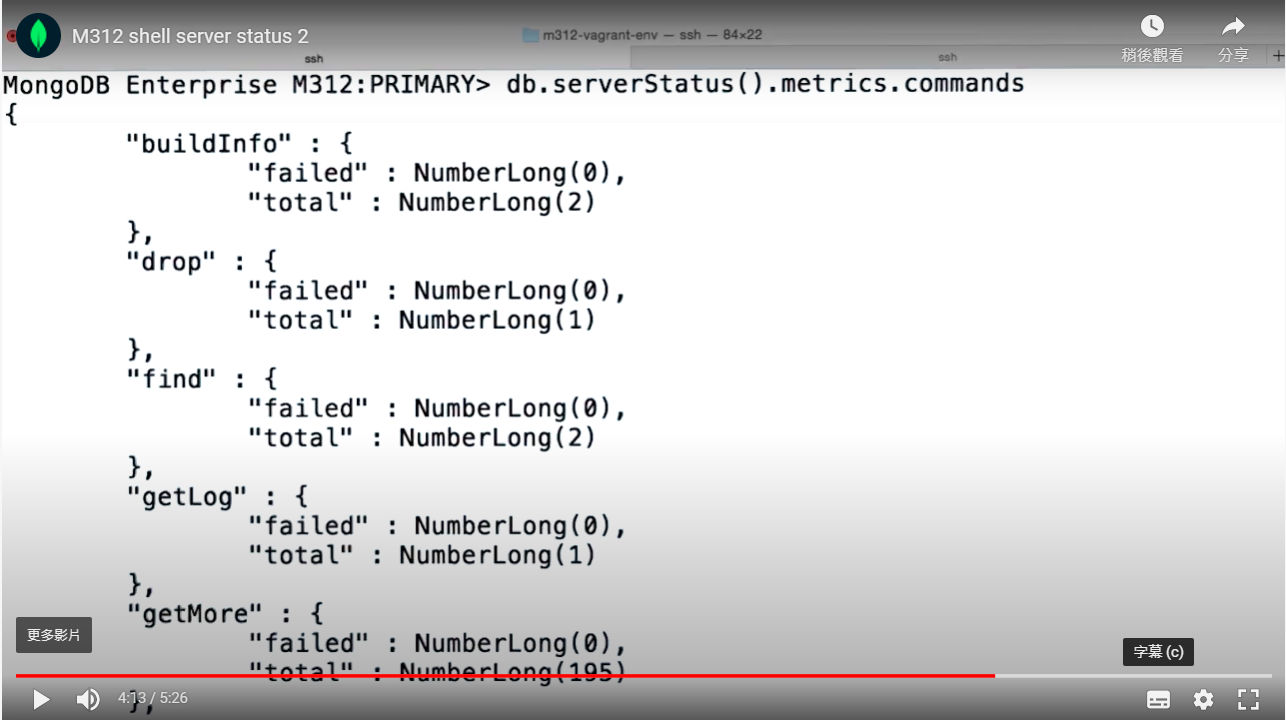 M312 shell server status 2
m312-vagrant-env — ssh — 84×22
稍後觀看
分享
ssh
ssh
+
MongoDB Enterprise M312:PRIMARY> db.serverStatus().metrics.commands
{
"buildInfo" : {
"failed" : NumberLong(0),
"total" : NumberLong(2)
},
"drop" : {
"failed" : NumberLong(0),
"total" : NumberLong(1)
},
"find" : {
"failed" : NumberLong(0),
"total" : NumberLong(2)
},
"getLog" : {
"failed" : NumberLong(0),
"total" : NumberLong(1)
},
"getMore" : {
"failed" : NumberLong(0),
"total" : NumberLong(195)
},
更多影片
字幕 (c)
4:13 / 5:26